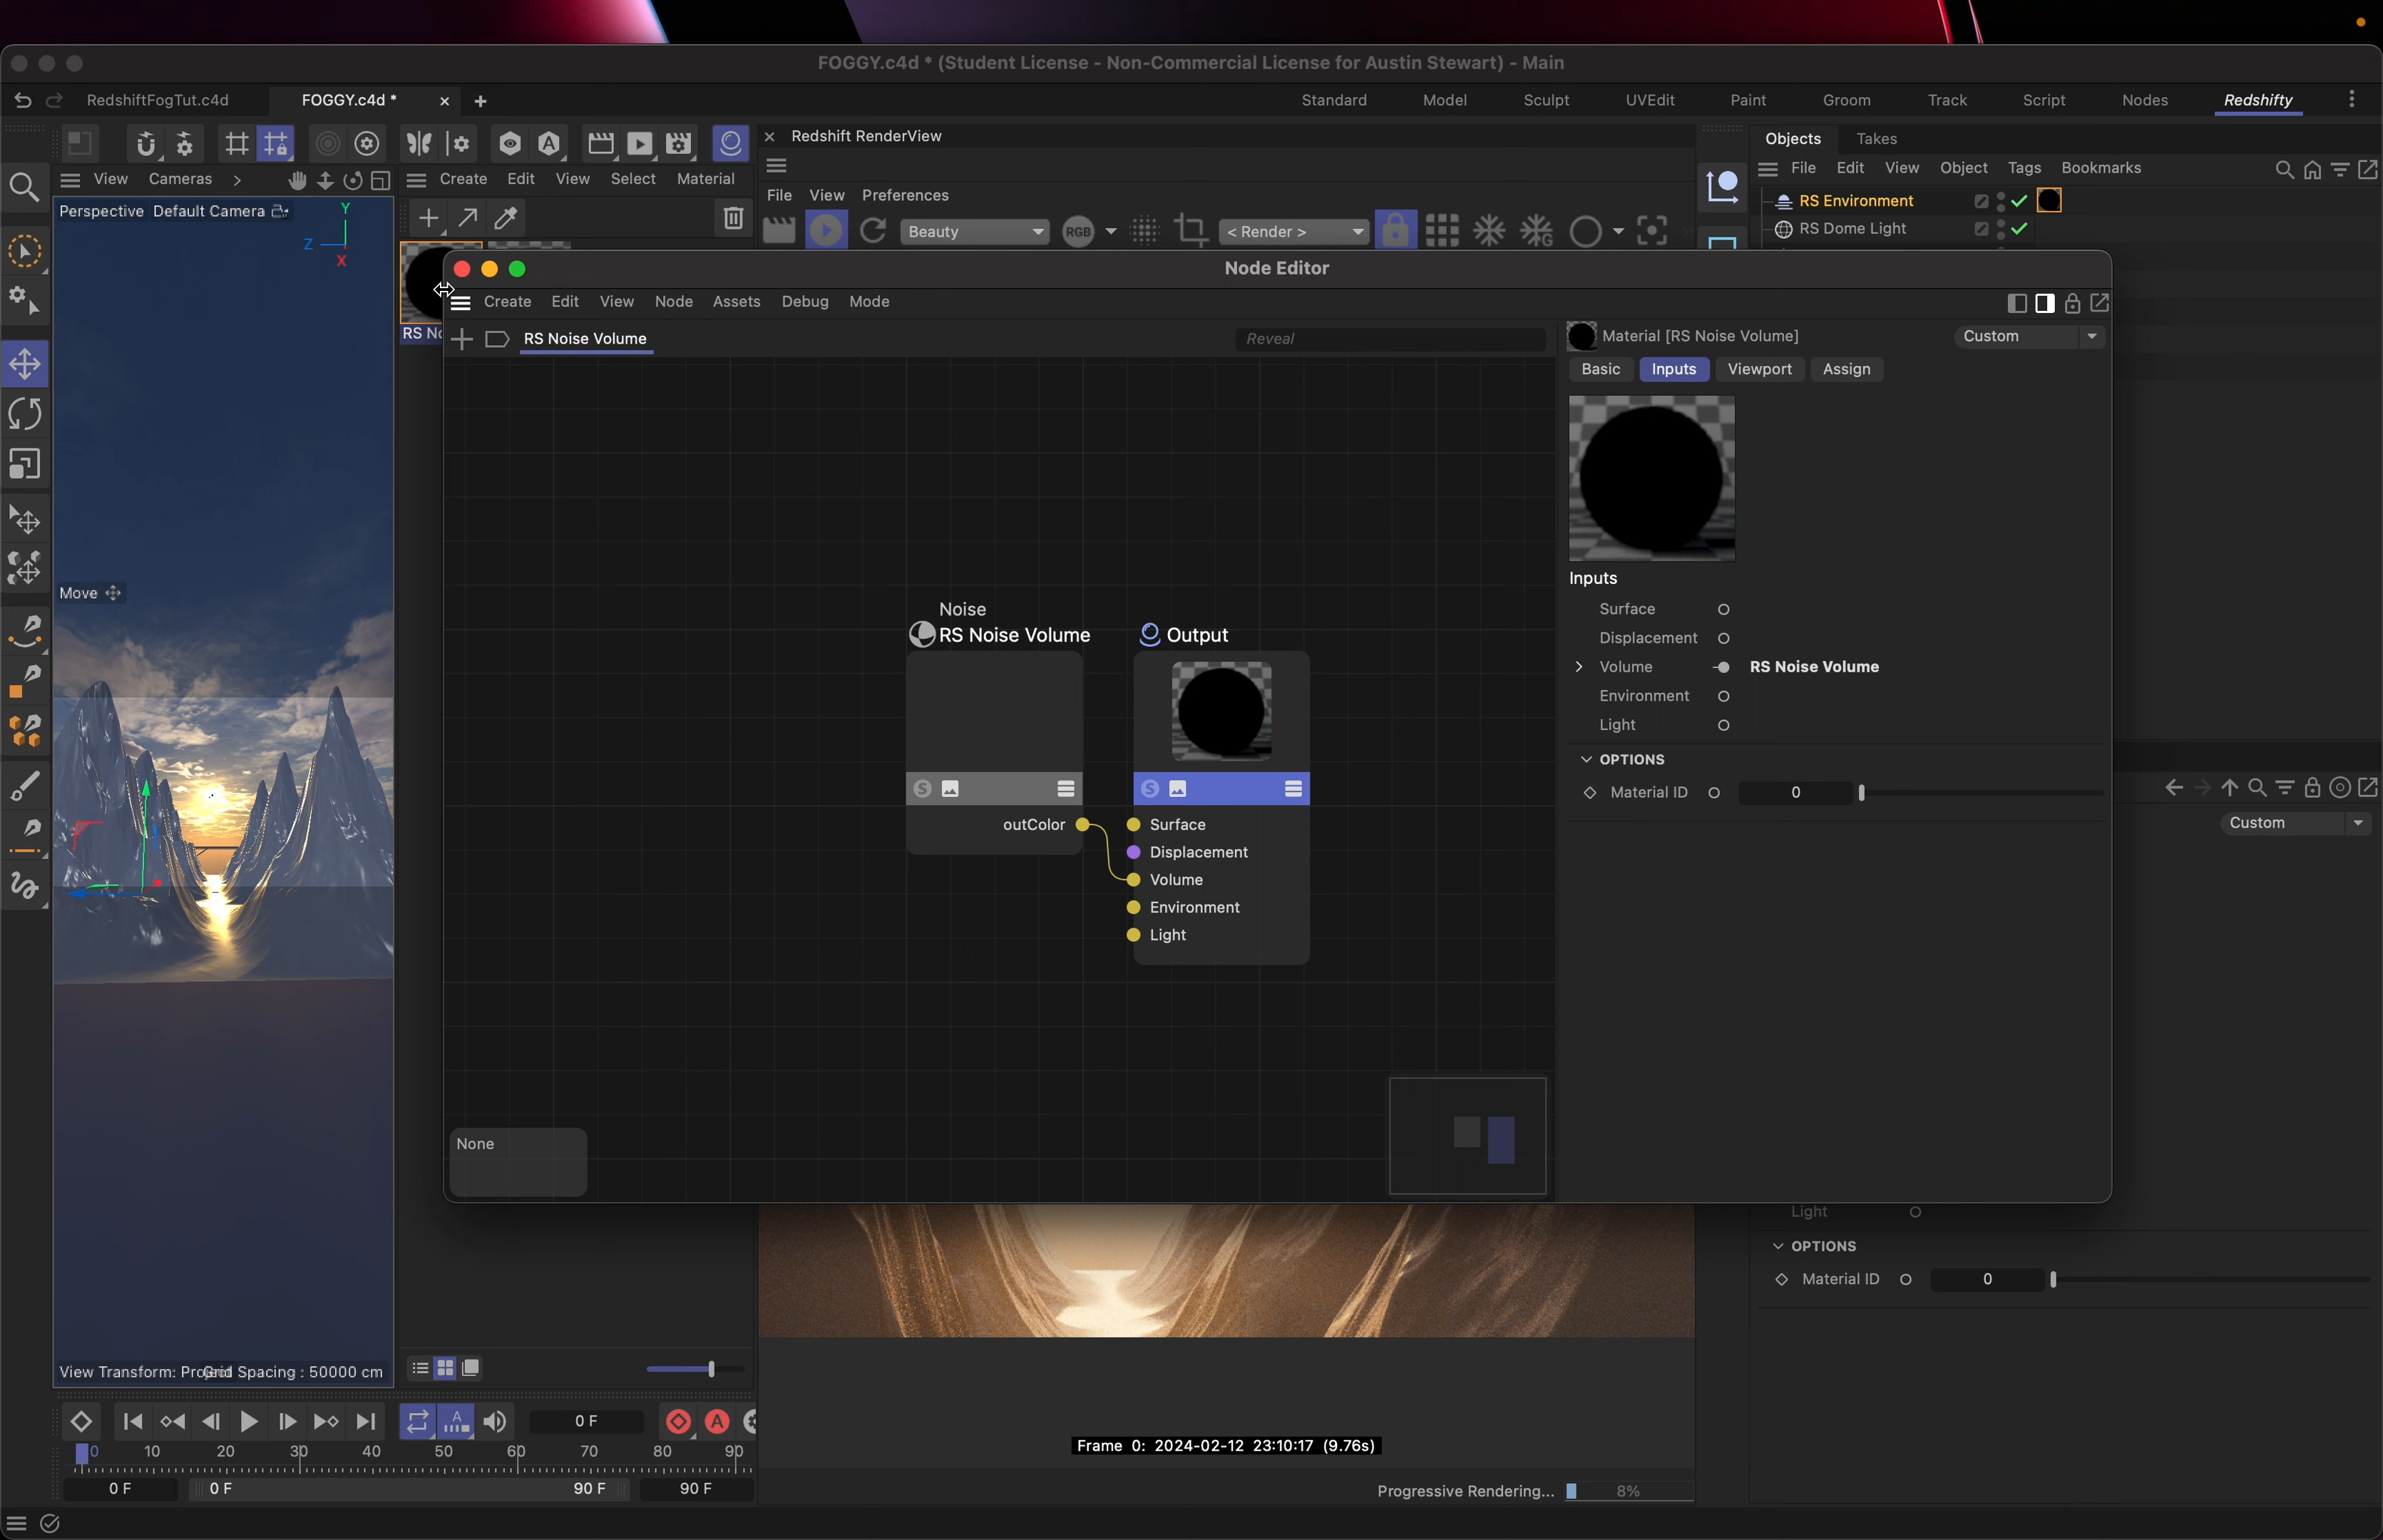 FOGGY.c4d * (Student License - Non-Commercial License for Austin Stewart) - Main
RedshiftFogTut.c4d FOGGY.c4d * Standard Model Sculpt UVEdit Paint Groom Track Script Nodes Redshifty
Redshift RenderView
Objects Takes
View Cameras
Create Edit View Select Material
File Edit View Object Tags Bookmarks
File View Preferences
Perspective Default Camera
Y
Z
X
Beauty RGB < Render > G
RS Environment
RS Dome Light
Node Editor
Create Edit View Node Assets Debug Mode
RS No
RS Noise Volume Reveal
Material [RS Noise Volume] Custom
Basic Inputs Viewport Assign
Inputs
Surface
Displacement
Volume RS Noise Volume
Environment
Light
OPTIONS
Material ID 0
Move
Noise
RS Noise Volume
S
outColor
Output
S
Surface
Displacement
Volume
Environment
Light
None
Custom
Light
OPTIONS
Material ID 0
View Transform: Project Grid Spacing : 50000 cm
A 0 F A
0 10 20 30 40 50 60 70 80 90
0 F 0 F 90 F 90 F
Frame 0: 2024-02-12 23:10:17 (9.76s)
Progressive Rendering... 8%